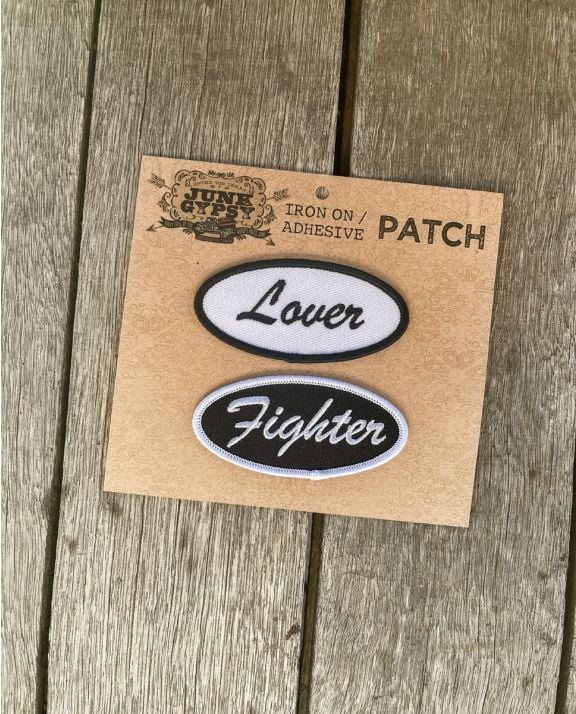 JUNK
GYPSY
IRON ON /
ADHESIVE
PATCH
Lover
Fighter